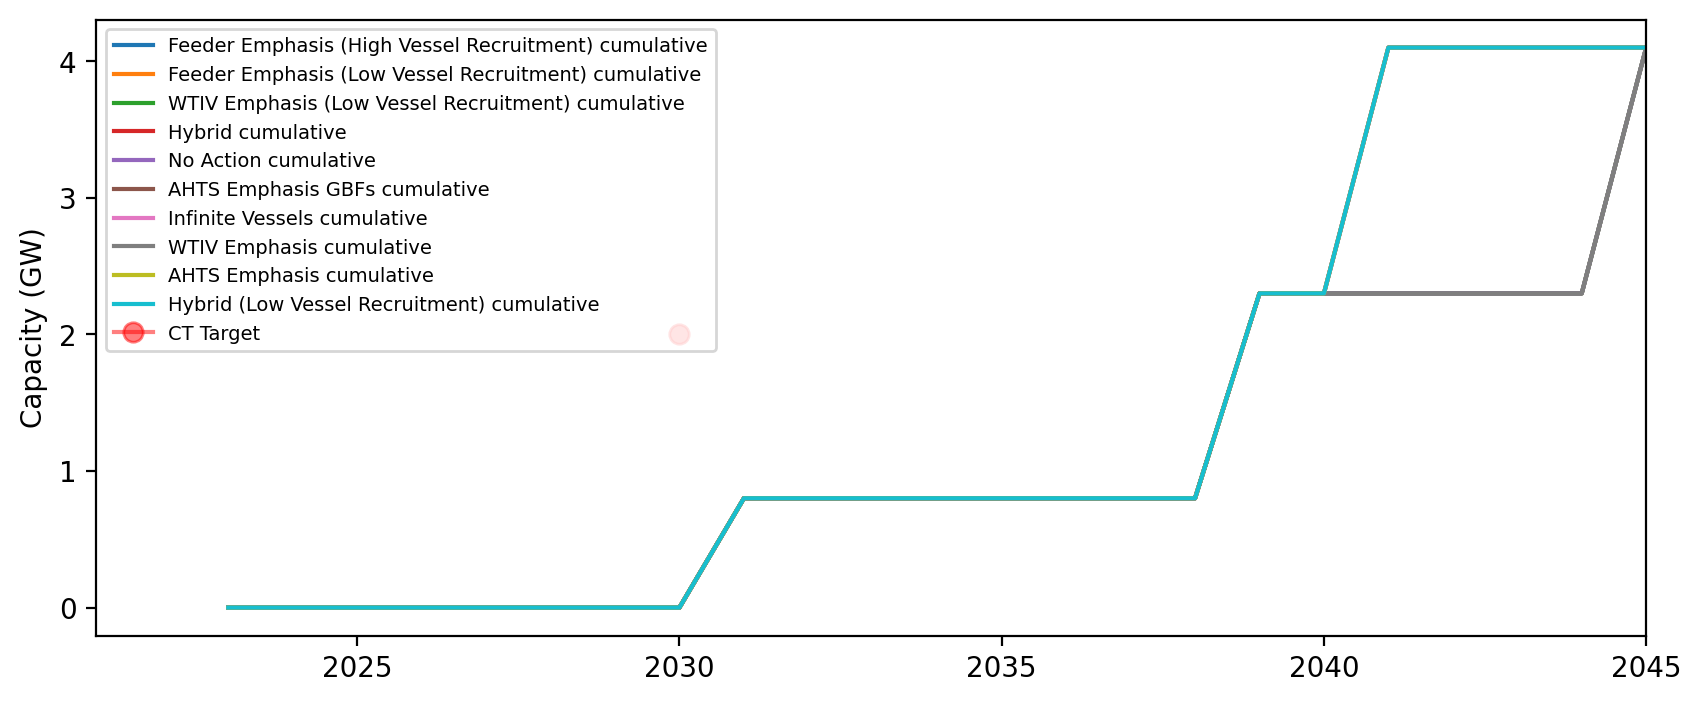 Feeder Emphasis (High Vessel Recruitment) cumulative
Feeder Emphasis (Low Vessel Recruitment) cumulative
WTIV Emphasis (Low Vessel Recruitment) cumulative
Hybrid cumulative
No Action cumulative
AHTS Emphasis GBFs cumulative
Infinite Vessels cumulative
WTIV Emphasis cumulative
AHTS Emphasis cumulative
Hybrid (Low Vessel Recruitment) cumulative
CT Target
Capacity (GW)
4
3
2
1
0
2025 2030 2035 2040 2045